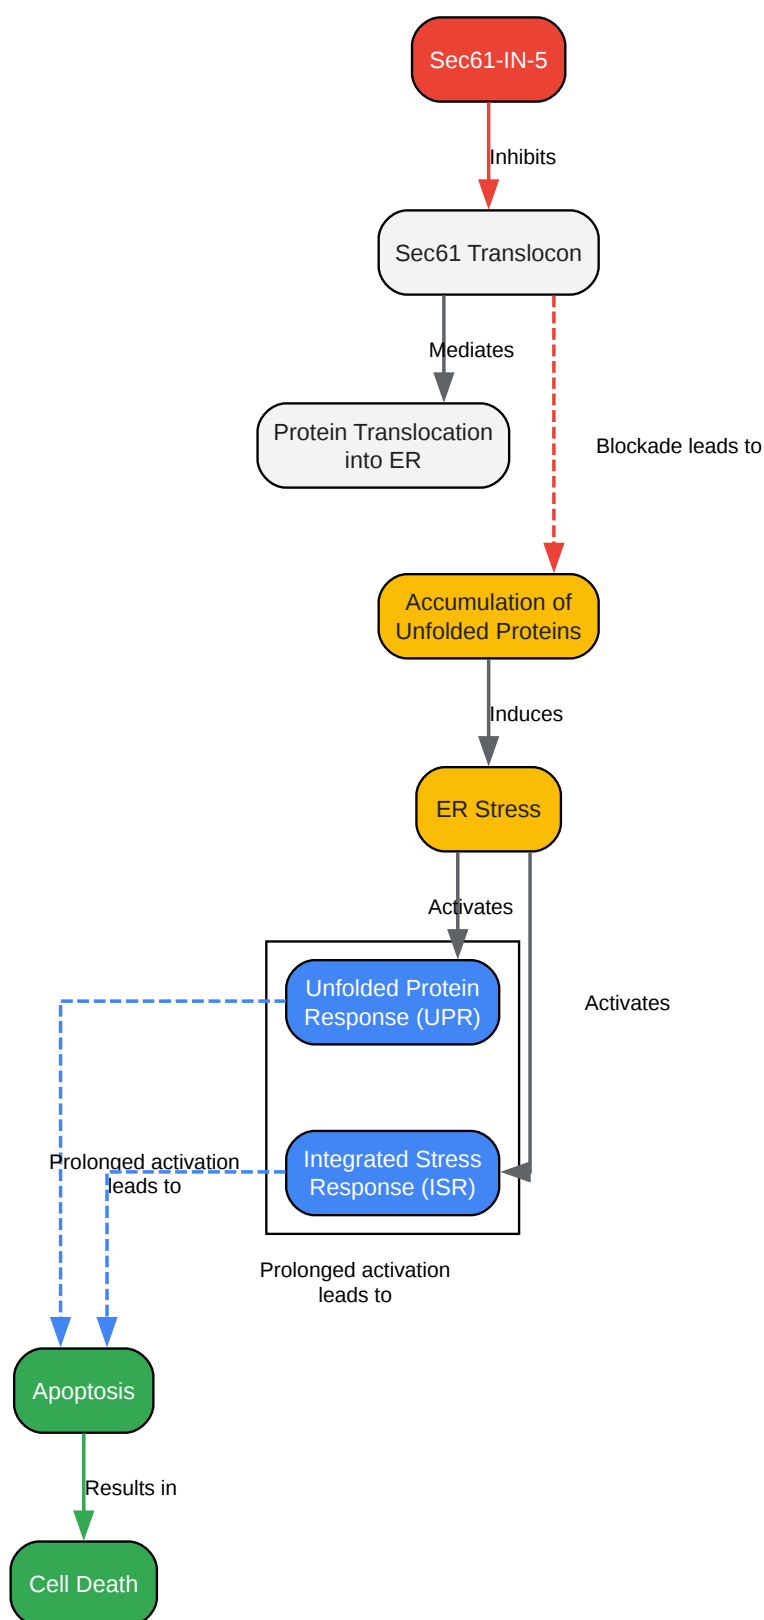 Sec61-IN-5
Inhibits
Sec61 Translocon
Mediates
Protein Translocation
into ER
Blockade leads to
Accumulation of
Unfolded Proteins
Induces
ER Stress
Activates
Unfolded Protein
Response (UPR)
Activates
Prolonged activation
leads to
Integrated Stress
Response (ISR)
Prolonged activation
leads to
Apoptosis
Results in
Cell Death